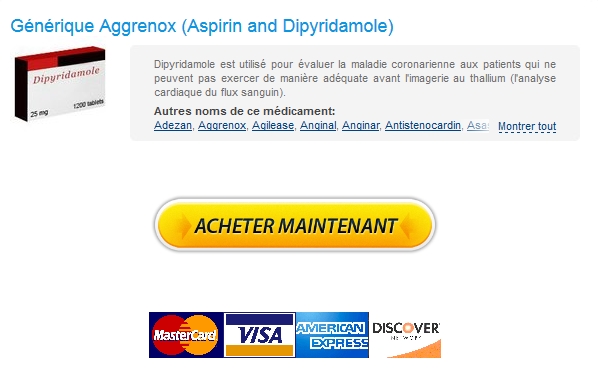 Générique Aggrenox (Aspirin and Dipyridamole)
Dipyridamole
25 mg
1200 tablets
Dipyridamole est utilisé pour évaluer la maladie coronarienne aux patients qui ne
peuvent pas exercer de manière adéquate avant l'imagerie au thallium (l'analyse
cardiaque du flux sanguin).
Autres noms de ce médicament:
Adezan, Aggrenox, Agilease, Anginal, Anginar, Antistenocardin, Asa
Montrer tout
ACHETER MAINTENANT
MasterCard
VISA
AMERICAN
EXPRESS
DISCOVER
NETWORK